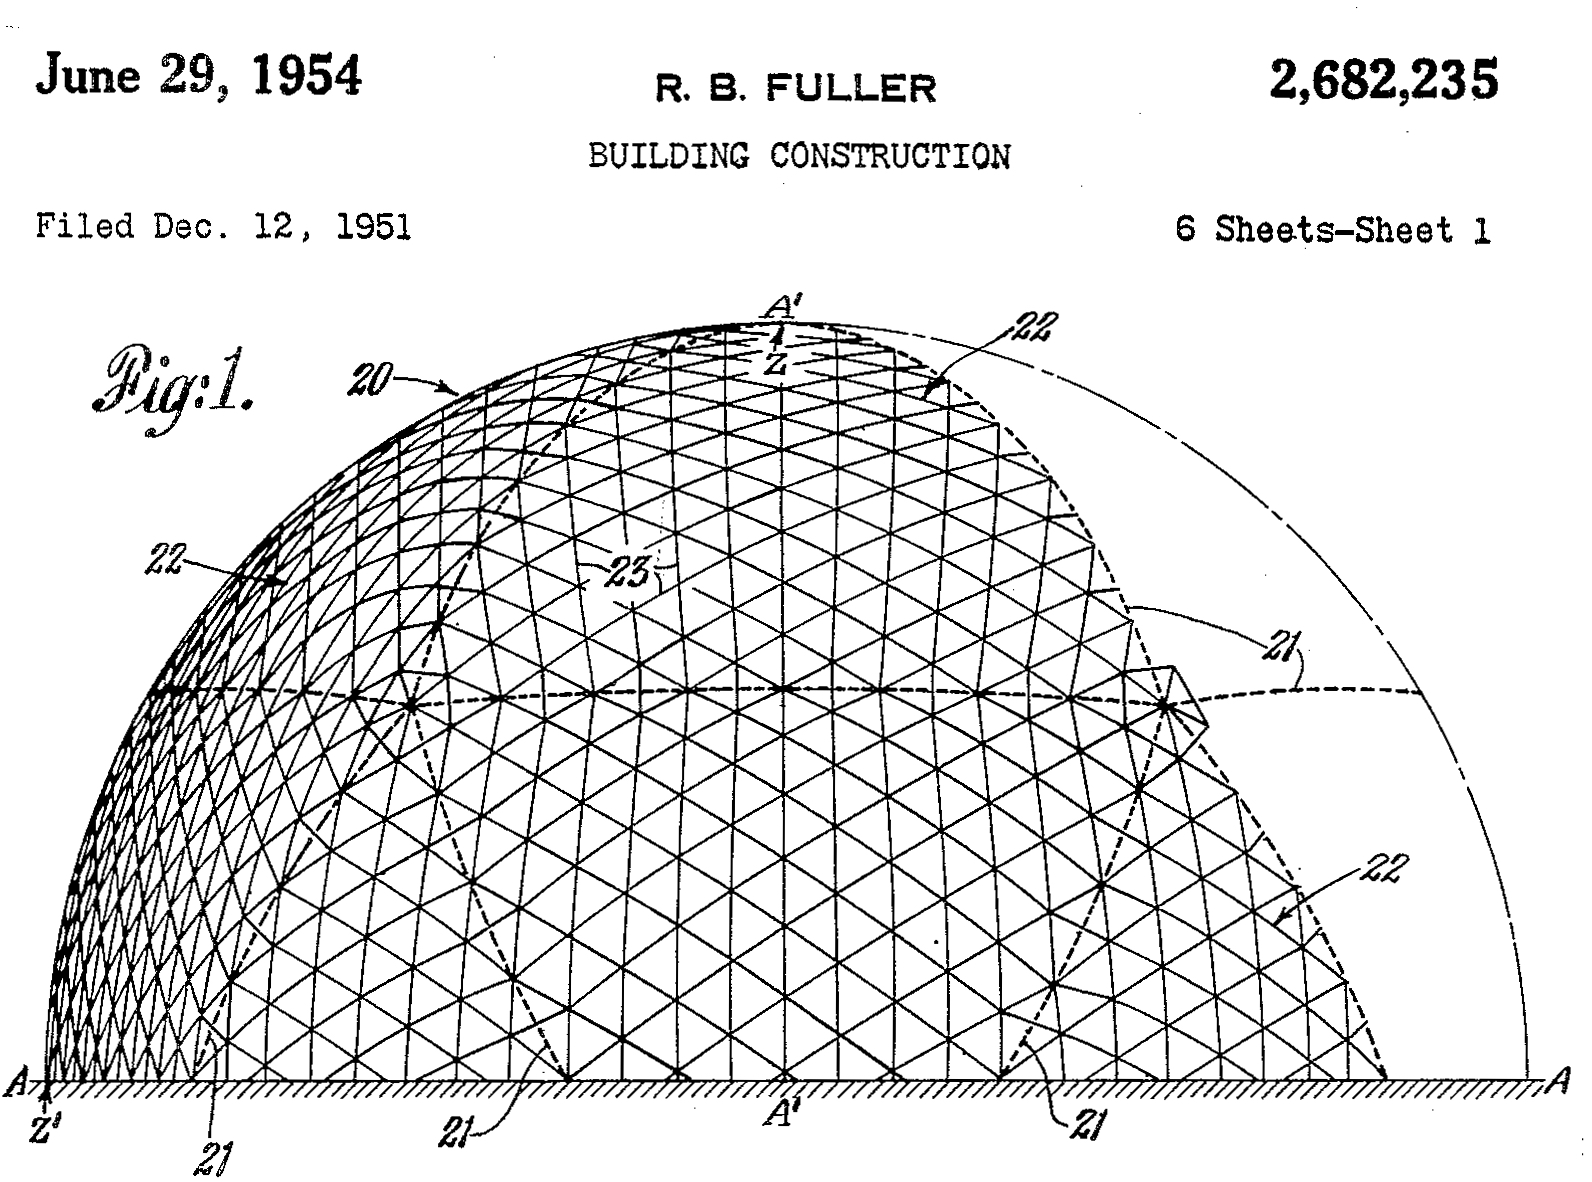 June 29, 1954
R. B. FULLER
2,682,235
BUILDING CONSTRUCTION
Filed Dec. 12, 1951
6 Sheets-Sheet 1
Fig:1.
A'
22
20
Z
22
23
21
22
A
A
Z'
21
21
A'
21